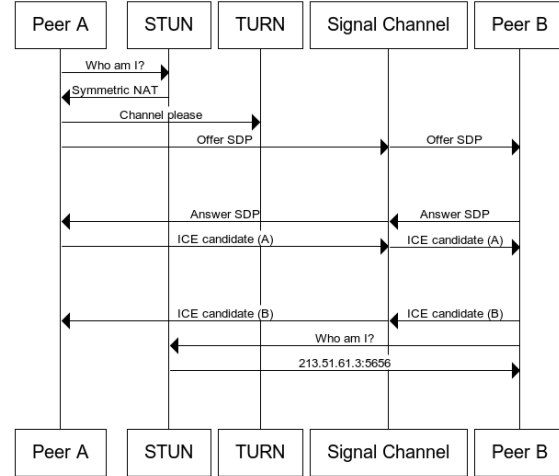 Peer A STUN TURN Signal Channel Peer B
Who am I?
Symmetric NAT
Channel please
Offer SDP Offer SDP
Answer SDP Answer SDP
ICE candidate (A) ICE candidate (A)
ICE candidate (B) ICE candidate (B)
Who am I?
213.51.61.3:5656
Peer A STUN TURN Signal Channel Peer B